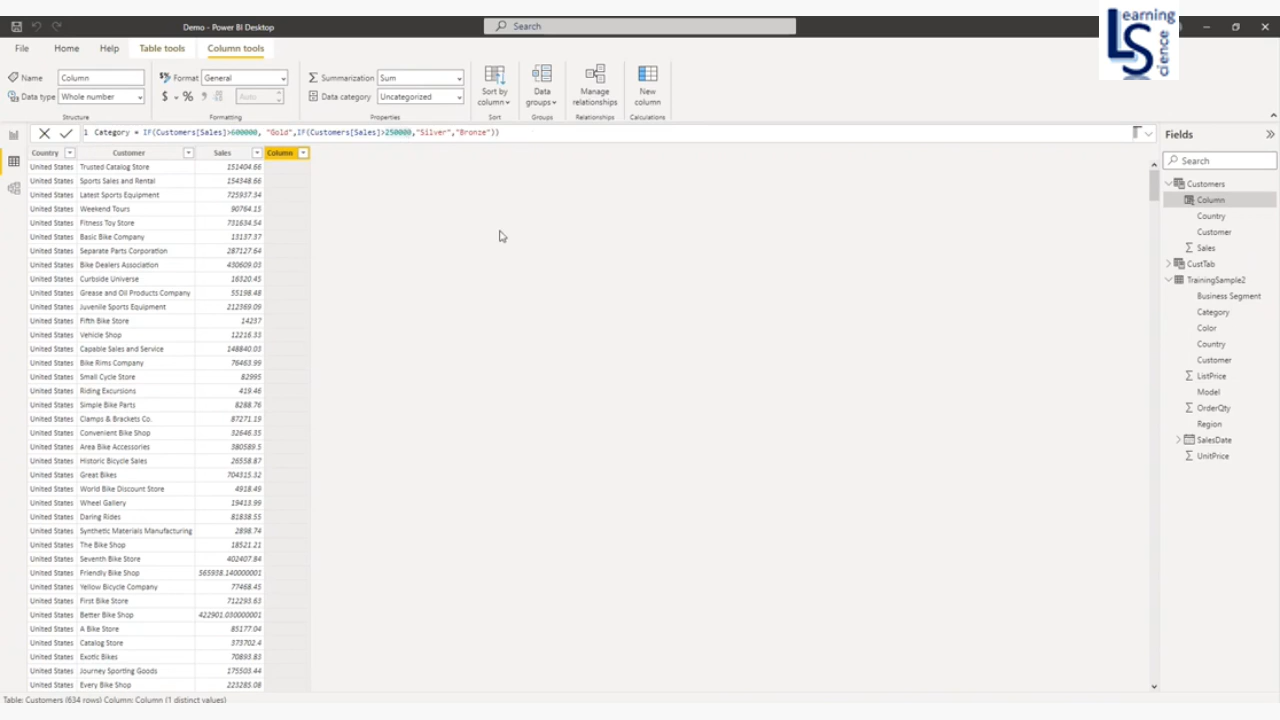 Demo - Power BI Desktop
Search
Learning
Science
File Home Help Table tools Column tools
Name Column
Data type Whole number
Structure
Format General
$ % 9 Auto
Formatting
Summarization Sum
Data category Uncategorized
Properties
Sort by column
Sort
Data groups
Groups
Manage relationships
Relationships
New column
Calculations
1 Category = IF(Customers[Sales]>600000, "Gold",IF(Customers[Sales]>250000,"Silver","Bronze"))
Country Customer Sales Column
United States Trusted Catalog Store 151404.66
United States Sports Sales and Rental 154348.66
United States Latest Sports Equipment 725937.34
United States Weekend Tours 90764.15
United States Fitness Toy Store 731634.54
United States Basic Bike Company 13137.37
United States Separate Parts Corporation 287127.64
United States Bike Dealers Association 430609.03
United States Curbside Universe 16320.45
United States Grease and Oil Products Company 55198.48
United States Juvenile Sports Equipment 212369.09
United States Fifth Bike Store 14237
United States Vehicle Shop 12216.33
United States Capable Sales and Service 148840.03
United States Bike Rims Company 76463.99
United States Small Cycle Store 82995
United States Riding Excursions 419.46
United States Simple Bike Parts 8288.76
United States Clamps & Brackets Co. 87271.19
United States Convenient Bike Shop 32646.35
United States Area Bike Accessories 380589.5
United States Historic Bicycle Sales 26558.87
United States Great Bikes 704315.32
United States World Bike Discount Store 4918.49
United States Wheel Gallery 19413.99
United States Daring Rides 81838.55
United States Synthetic Materials Manufacturing 2898.74
United States The Bike Shop 18521.21
United States Seventh Bike Store 402407.84
United States Friendly Bike Shop 565938.140000001
United States Yellow Bicycle Company 77468.45
United States First Bike Store 712293.63
United States Better Bike Shop 422901.030000001
United States A Bike Store 85177.04
United States Catalog Store 373702.4
United States Exotic Bikes 70893.83
United States Journey Sporting Goods 175503.44
United States Every Bike Shop 223285.08
Table: Customers (634 rows) Column: Column (1 distinct values)
Fields
Search
Customers
Column
Country
Customer
Sales
CustTab
TrainingSample2
Business Segment
Category
Color
Country
Customer
ListPrice
Model
OrderQty
Region
SalesDate
UnitPrice